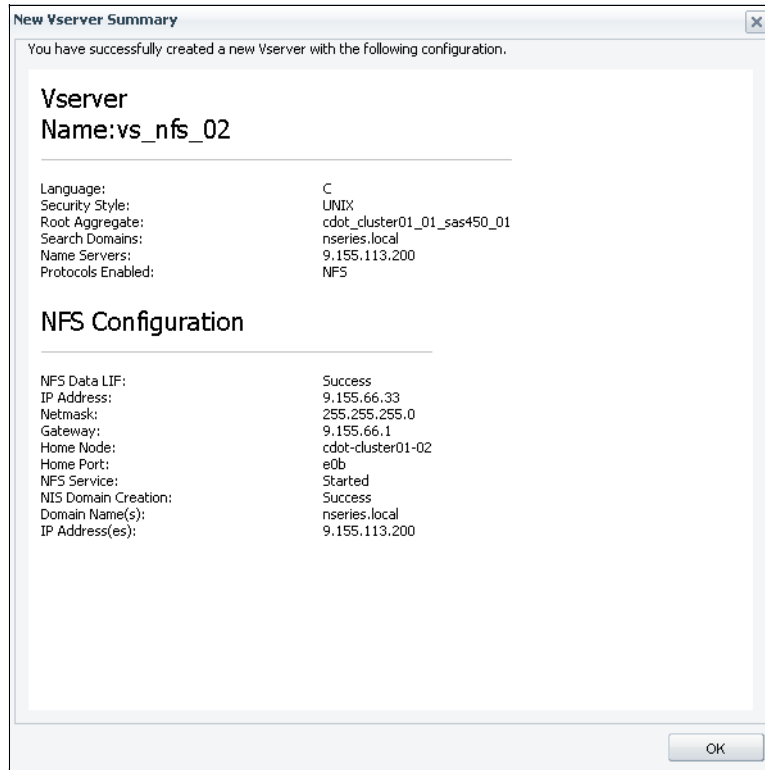 New Vserver Summary
You have successfully created a new Vserver with the following configuration.
Vserver
Name:vs_nfs_02
Language: C
Security Style: UNIX
Root Aggregate: cdot_cluster01_01_sas450_01
Search Domains: nseries.local
Name Servers: 9.155.113.200
Protocols Enabled: NFS
NFS Configuration
NFS Data LIF: Success
IP Address: 9.155.66.33
Netmask: 255.255.255.0
Gateway: 9.155.66.1
Home Node: cdot-cluster01-02
Home Port: e0b
NFS Service: Started
NIS Domain Creation: Success
Domain Name(s): nseries.local
IP Address(es): 9.155.113.200
OK